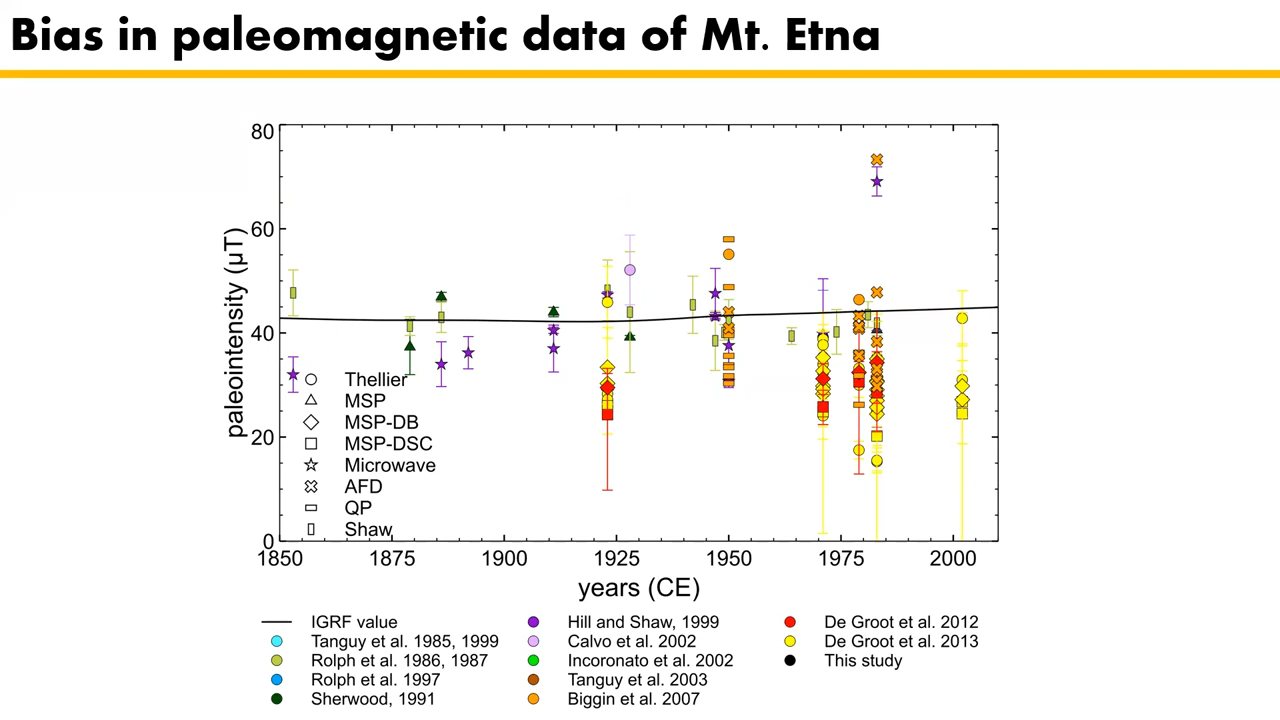 Bias in paleomagnetic data of Mt. Etna
80
60
40
20
0
paleointensity (μT)
Thellier
MSP
MSP-DB
MSP-DSC
Microwave
AFD
QP
Shaw
1850 1875 1900 1925 1950 1975 2000
years (CE)
IGRF value
Tanguy et al. 1985, 1999
Rolph et al. 1986, 1987
Rolph et al. 1997
Sherwood, 1991
Hill and Shaw, 1999
Calvo et al. 2002
Incoronato et al. 2002
Tanguy et al. 2003
Biggin et al. 2007
De Groot et al. 2012
De Groot et al. 2013
This study